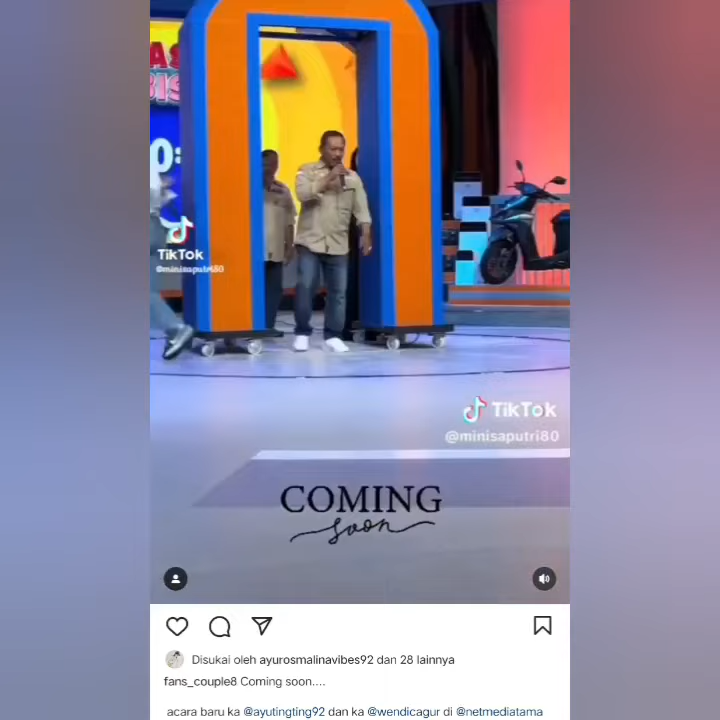 TikTok
@minisaputri80
TikTok
@minisaputri80
COMING
soon
Disukai oleh ayurosmalinavibes92 dan 28 lainnya
fans_couple8 Coming soon....
acara baru ka @ayutingting92 dan ka @wendicagur di @netmediatama